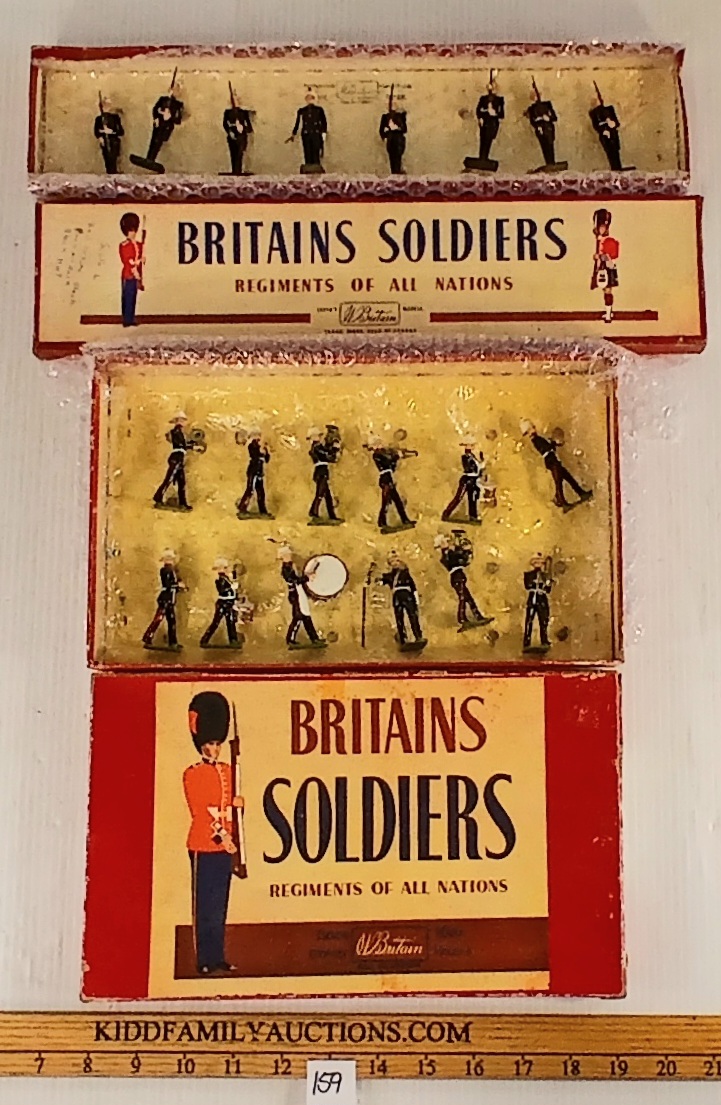 BRITAINS SOLDIERS
REGIMENTS OF ALL NATIONS
W. Britain
BRITAINS
SOLDIERS
REGIMENTS OF ALL NATIONS
W. Britain
KIDDFAMILYAUCTIONS.COM
7 8 9 10 11 12 13 14 15 16 17 18 19 20 21
159